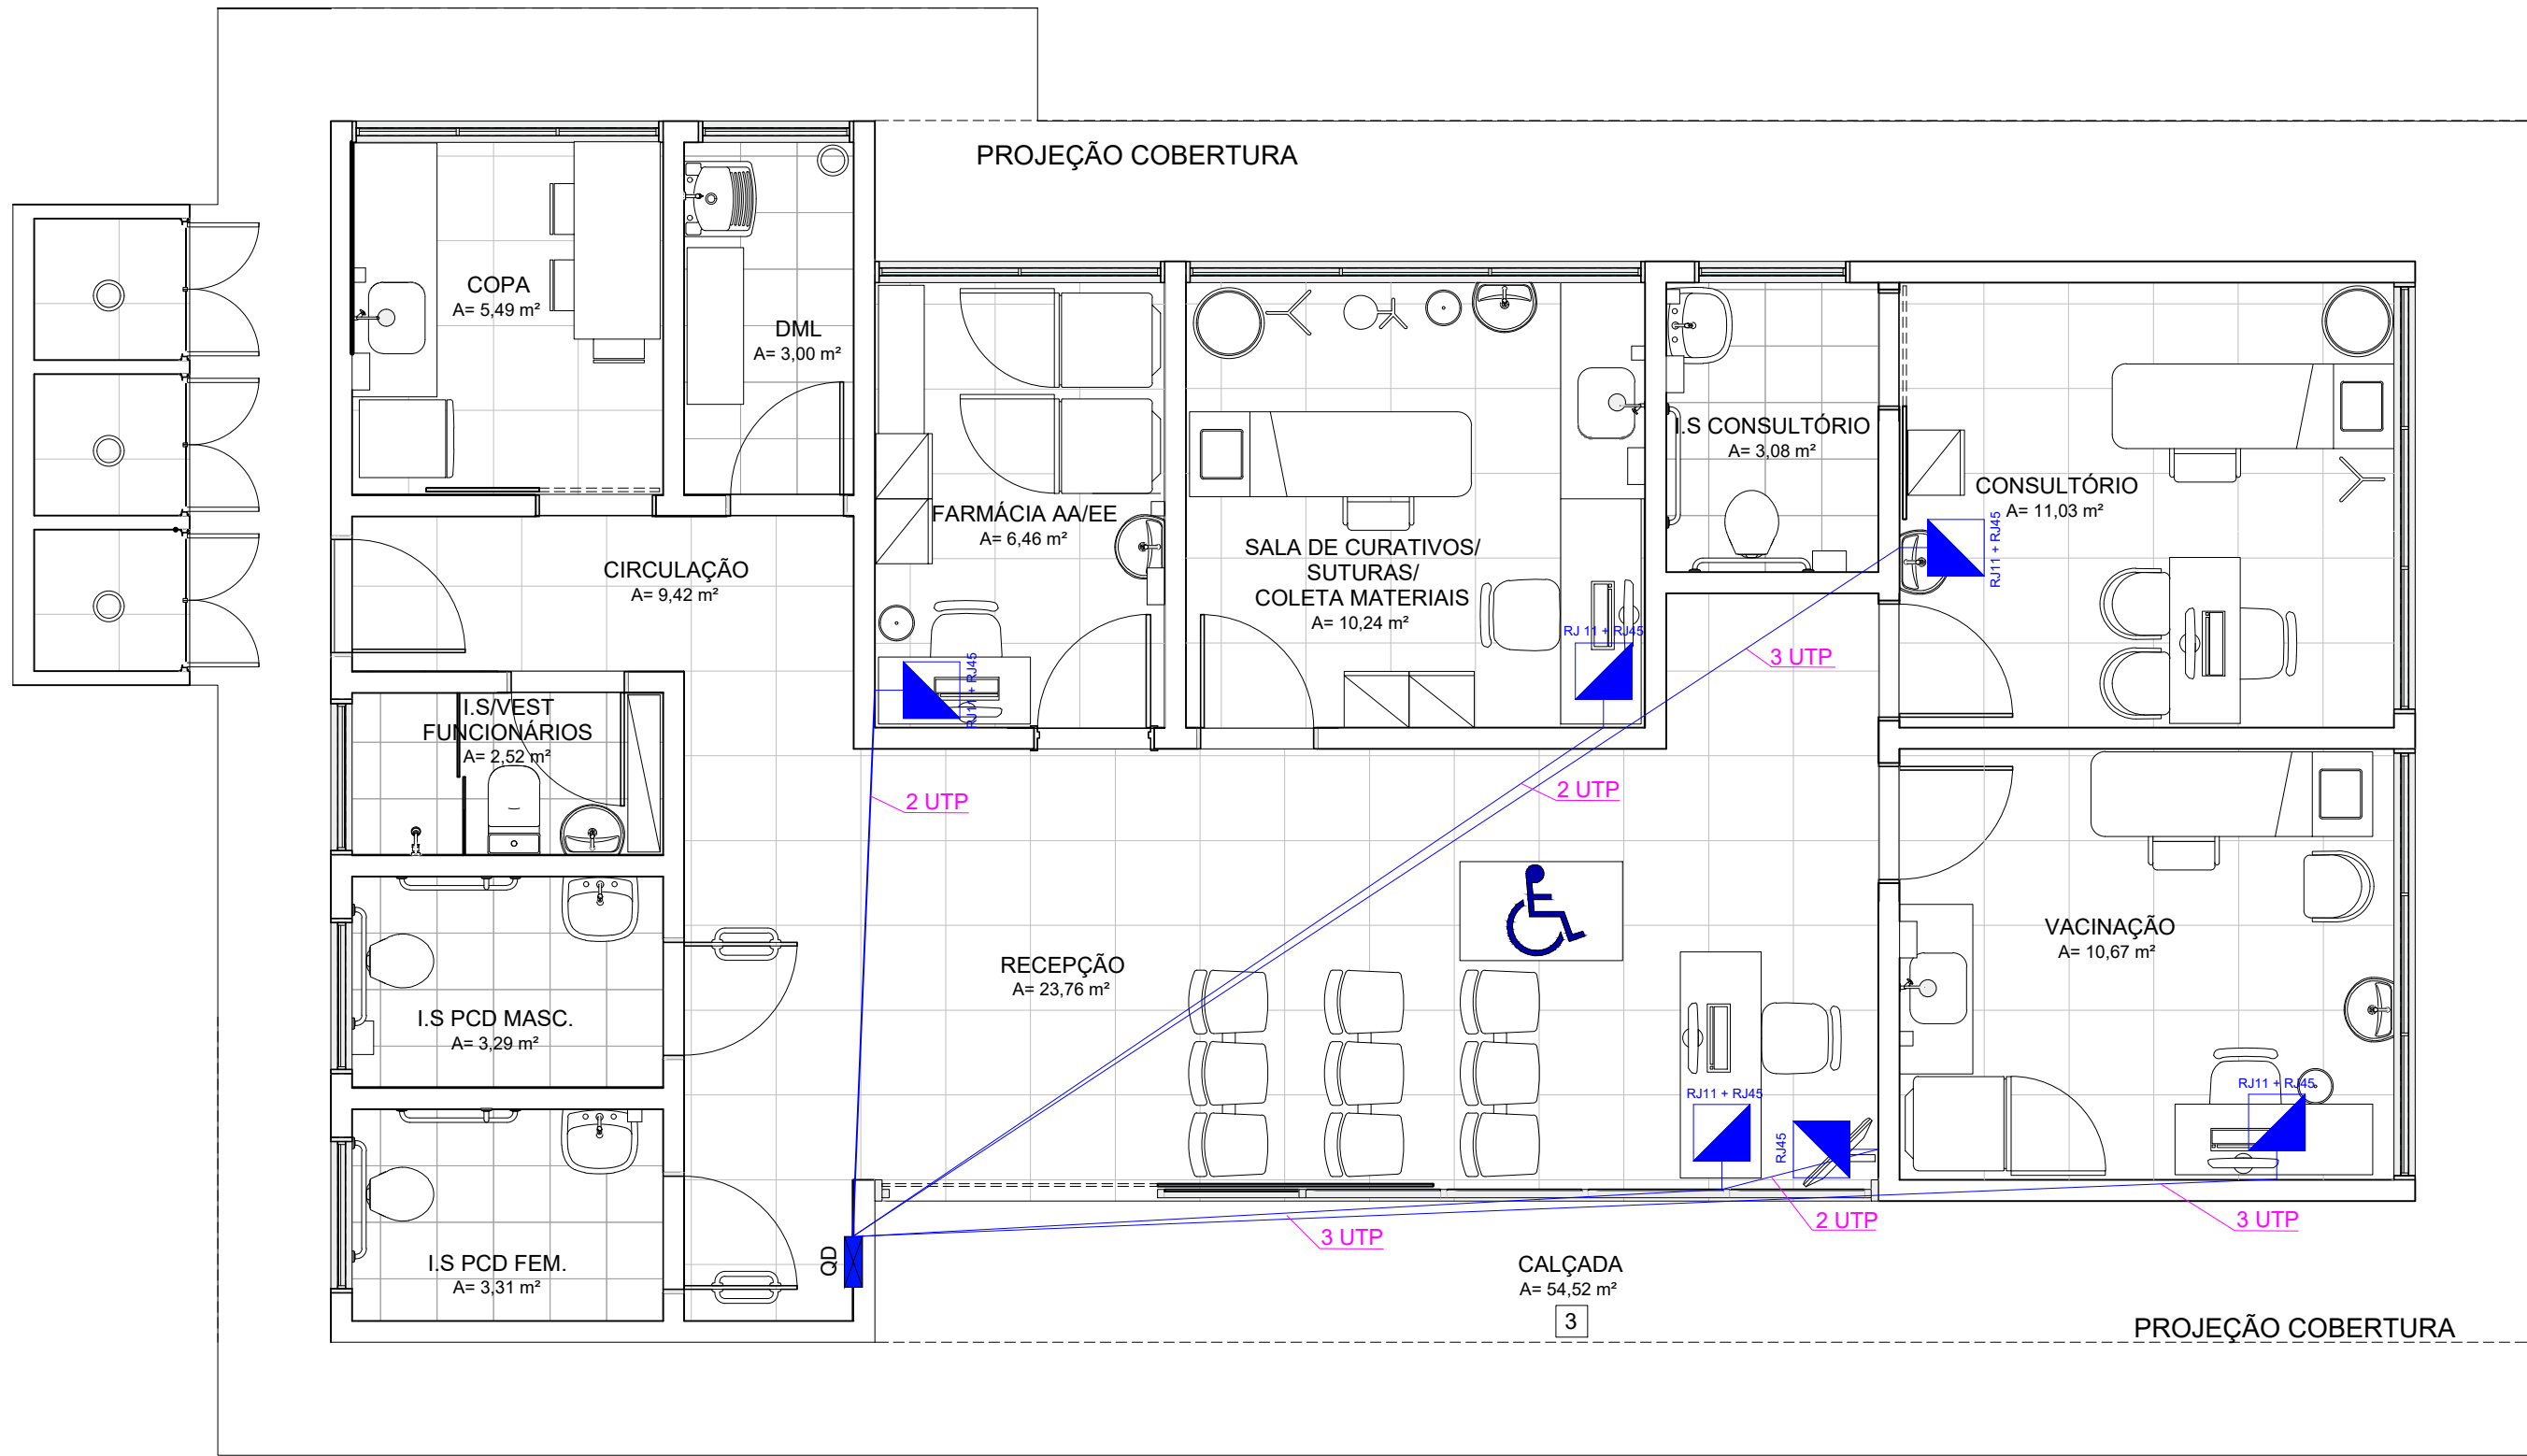 PROJEÇÃO COBERTURA
COPA
A= 5,49 m²
DML
A= 3,00 m²
I.S CONSULTÓRIO
A= 3,08 m²
CONSULTÓRIO
A= 11,03 m²
RJ11 + RJ45
FARMÁCIA AA/EE
A= 6,46 m²
SALA DE CURATIVOS/
SUTURAS/
COLETA MATERIAIS
A= 10,24 m²
RJ 11 + RJ45
CIRCULAÇÃO
A= 9,42 m²
RJ11 + RJ45
3 UTP
I.S/VEST
FUNCIONÁRIOS
A= 2,52 m²
2 UTP
2 UTP
VACINAÇÃO
A= 10,67 m²
RECEPÇÃO
A= 23,76 m²
I.S PCD MASC.
A= 3,29 m²
RJ11 + RJ45
RJ45
RJ11 + RJ45
3 UTP
2 UTP
3 UTP
QD
I.S PCD FEM.
A= 3,31 m²
CALÇADA
A= 54,52 m²
3
PROJEÇÃO COBERTURA